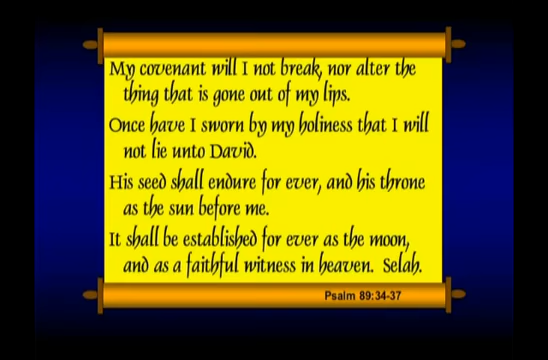 My covenant will I not break, nor alter the
thing that is gone out of my lips.
Once have I sworn by my holiness that I will
not lie unto David.
His seed shall endure for ever, and his throne
as the sun before me.
It shall be established for ever as the moon,
and as a faithful witness in heaven. Selah.
Psalm 89:34-37